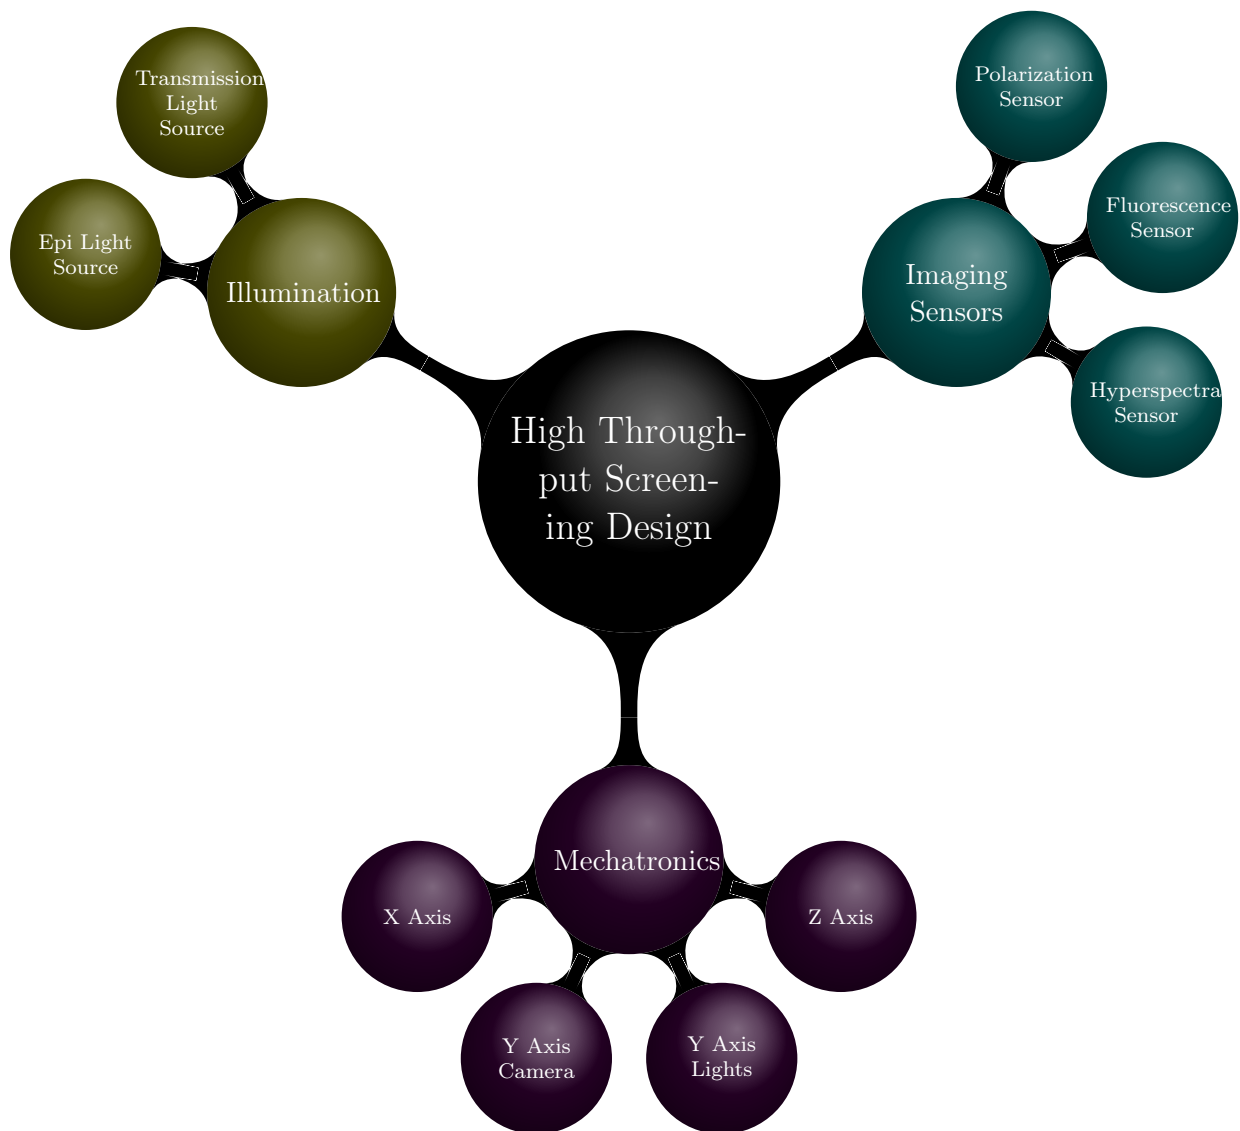 Transmission
Light
Source
Epi Light
Source
Illumination
Polarization
Sensor
Fluorescence
Sensor
Imaging
Sensors
Hyperspectra
Sensor
High Through-
put Screen-
ing Design
Mechatronics
X Axis
Y Axis
Camera
Y Axis
Lights
Z Axis